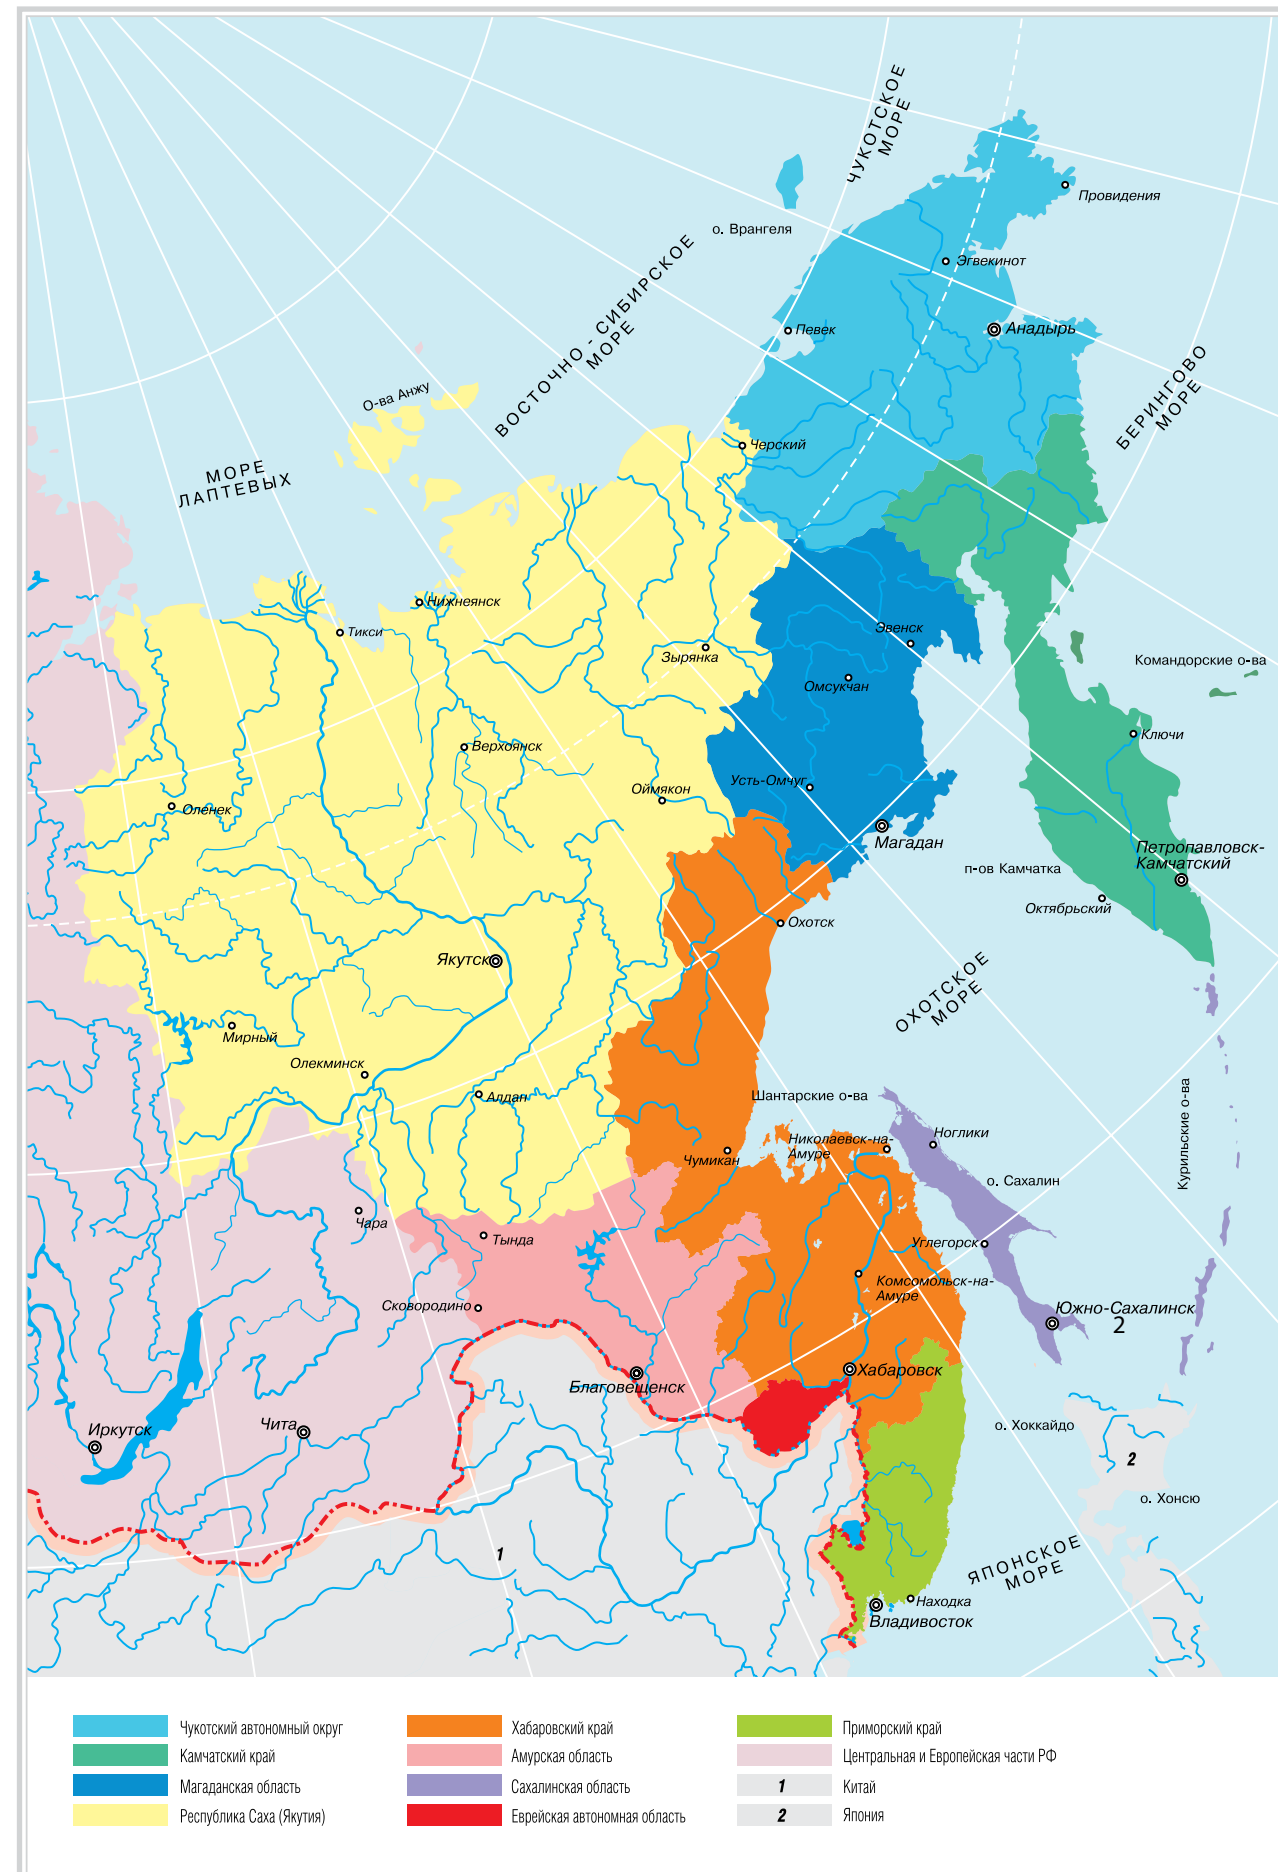 ЧУКОТСКОЕ
МОРЕ
Провидения
о. Врангеля
Эгвекинот
ВОСТОЧНО - СИБИРСКОЕ
МОРЕ
Певек
Анадырь
БЕРИНГОВО
МОРЕ
О-ва Анжу
Черский
МОРЕ
ЛАПТЕВЫХ
Нижнеянск
Тикси
Эвенск
Зырянка
Командорские о-ва
Омсукчан
Ключи
Верхоянск
Усть-Омчуг
Оймякон
Оленек
Магадан
Петропавловск-
Камчатский
п-ов Камчатка
Октябрьский
Охотск
Якутск
ОХОТСКОЕ
МОРЕ
Мирный
Олекминск
Алдан
Шантарские о-ва
Курильские о-ва
Николаевск-на-
Амуре
Ноглики
Чумикан
о. Сахалин
Чара
Тында
Углегорск
Комсомольск-на-
Амуре
Сковородино
Южно-Сахалинск
2
Хабаровск
Благовещенск
Иркутск
Чита
о. Хоккайдо
2
о. Хонсю
1
ЯПОНСКОЕ
МОРЕ
Находка
Владивосток
Чукотский автономный округ
Камчатский край
Магаданская область
Республика Саха (Якутия)
Хабаровский край
Амурская область
Сахалинская область
Еврейская автономная область
Приморский край
Центральная и Европейская части РФ
1 Китай
2 Япония